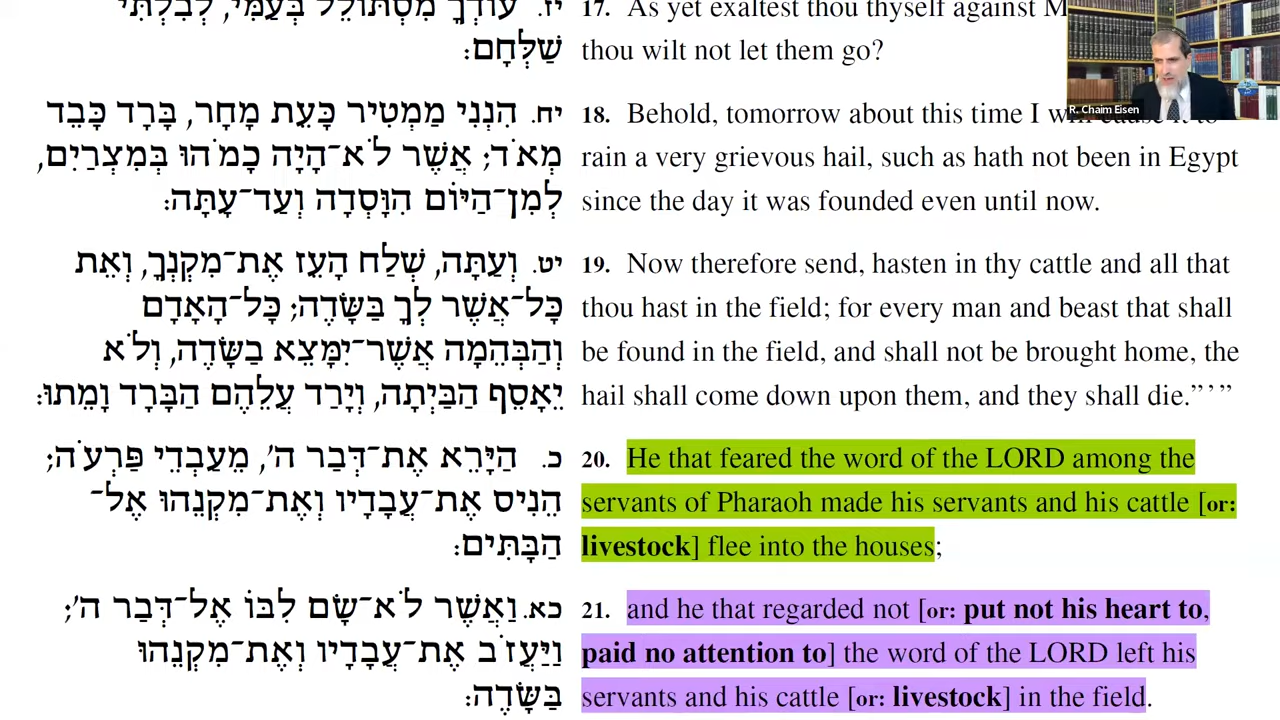 יז. עוֹדְךָ מִסְתּוֹלֵל בְּעַמִּי, לְבִלְתִּי
שַׁלְּחָם:
17. As yet exaltest thou thyself against
thou wilt not let them go?
יח. הִנְנִי מַמְטִיר כָּעֵת מָחָר, בָּרָד כָּבֵד
מְאֹד; אֲשֶׁר לֹא־הָיָה כָמֹהוּ בְּמִצְרַיִם,
לְמִן־הַיּוֹם הִוָּסְדָה וְעַד־עָתָּה:
18. Behold, tomorrow about this time I will cause it to
rain a very grievous hail, such as hath not been in Egypt
since the day it was founded even until now.
יט. וְעַתָּה, שְׁלַח הָעֵז אֶת־מִקְנְךָ, וְאֵת
כָּל־אֲשֶׁר לְךָ בַּשָּׂדֶה; כָּל־הָאָדָם
וְהַבְּהֵמָה אֲשֶׁר־יִמָּצֵא בַשָּׂדֶה, וְלֹא
יֵאָסֵף הַבַּיְתָה, וְיָרַד עֲלֵהֶם הַבָּרָד וָמֵתוּ:
19. Now therefore send, hasten in thy cattle and all that
thou hast in the field; for every man and beast that shall
be found in the field, and shall not be brought home, the
hail shall come down upon them, and they shall die.” ’ ”
כ. הַיָּרֵא אֶת־דְּבַר ה', מֵעַבְדֵי פַּרְעֹה;
הֵנִיס אֶת־עֲבָדָיו וְאֶת־מִקְנֵהוּ אֶל־
הַבָּתִּים:
20. He that feared the word of the LORD among the
servants of Pharaoh made his servants and his cattle [or:
livestock] flee into the houses;
כא. וַאֲשֶׁר לֹא־שָׂם לִבּוֹ אֶל־דְּבַר ה';
וַיַּעֲזֹב אֶת־עֲבָדָיו וְאֶת־מִקְנֵהוּ
בַּשָּׂדֶה:
21. and he that regarded not [or: put not his heart to,
paid no attention to] the word of the LORD left his
servants and his cattle [or: livestock] in the field.
R. Chaim Eisen